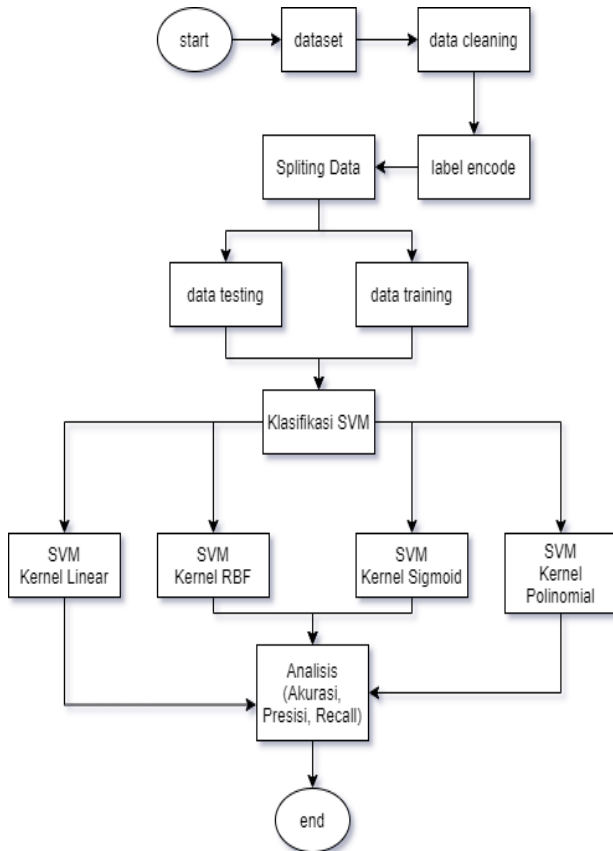 start
dataset
data cleaning
Spliting Data
label encode
data testing
data training
Klasifikasi SVM
SVM
Kernel Linear
SVM
Kernel RBF
SVM
Kernel Sigmoid
SVM
Kernel
Polinomial
Analisis
(Akurasi,
Presisi, Recall)
end